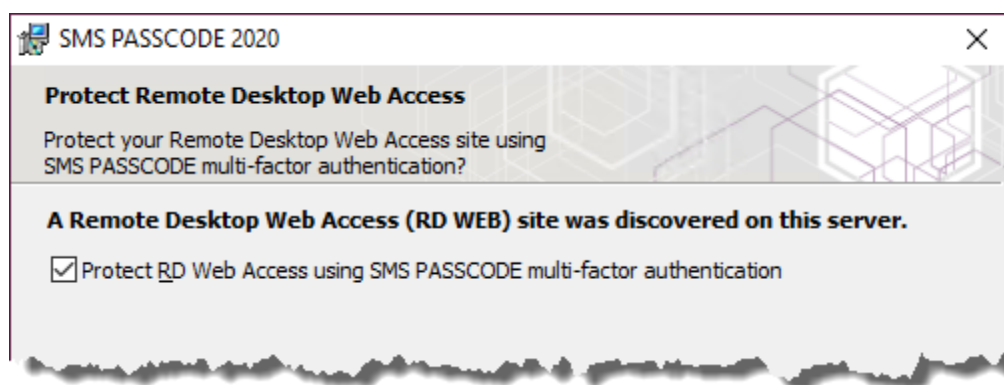 SMS PASSCODE 2020
Protect Remote Desktop Web Access
Protect your Remote Desktop Web Access site using
SMS PASSCODE multi-factor authentication?
A Remote Desktop Web Access (RD WEB) site was discovered on this server.
Protect RD Web Access using SMS PASSCODE multi-factor authentication